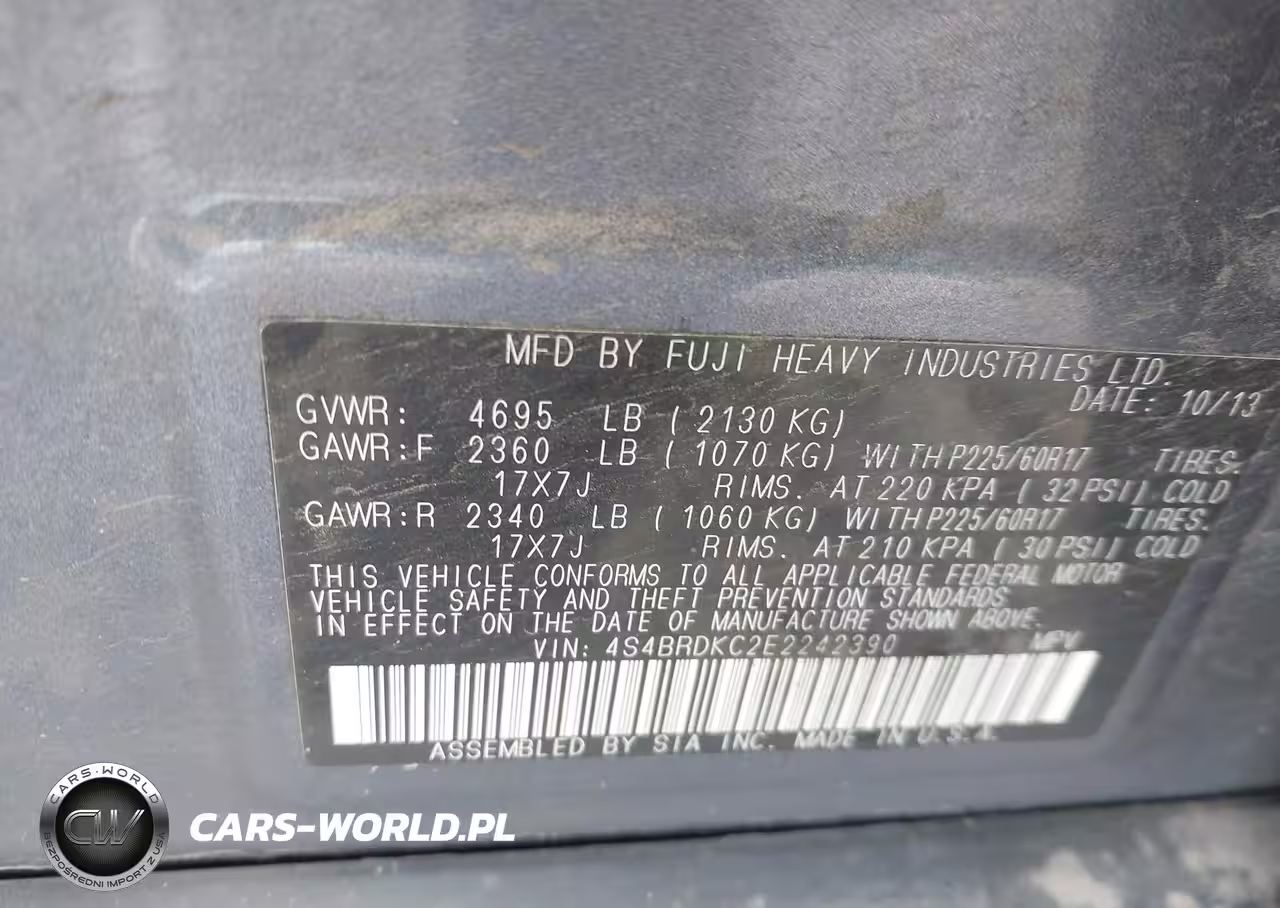 MFD BY FUJI HEAVY INDUSTRIES LTD.
DATE: 10/13
GVWR: 4695 LB ( 2130 KG)
GAWR: F 2360 LB ( 1070 KG) WITH P225/60R17 TIRES.
17X7J RIMS. AT 220 KPA ( 32 PSI) COLD
GAWR: R 2340 LB ( 1060 KG) WITH P225/60R17 TIRES.
17X7J RIMS. AT 210 KPA ( 30 PSI) COLD
THIS VEHICLE CONFORMS TO ALL APPLICABLE FEDERAL MOTOR
VEHICLE SAFETY AND THEFT PREVENTION STANDARDS
IN EFFECT ON THE DATE OF MANUFACTURE SHOWN ABOVE.
VIN: 4S4BRDKC2E2242390 MPV
ASSEMBLED BY SIA INC. MADE IN U.S.A.
CARS-WORLD
CW
BEZPOŚREDNI IMPORT Z USA
CARS-WORLD.PL